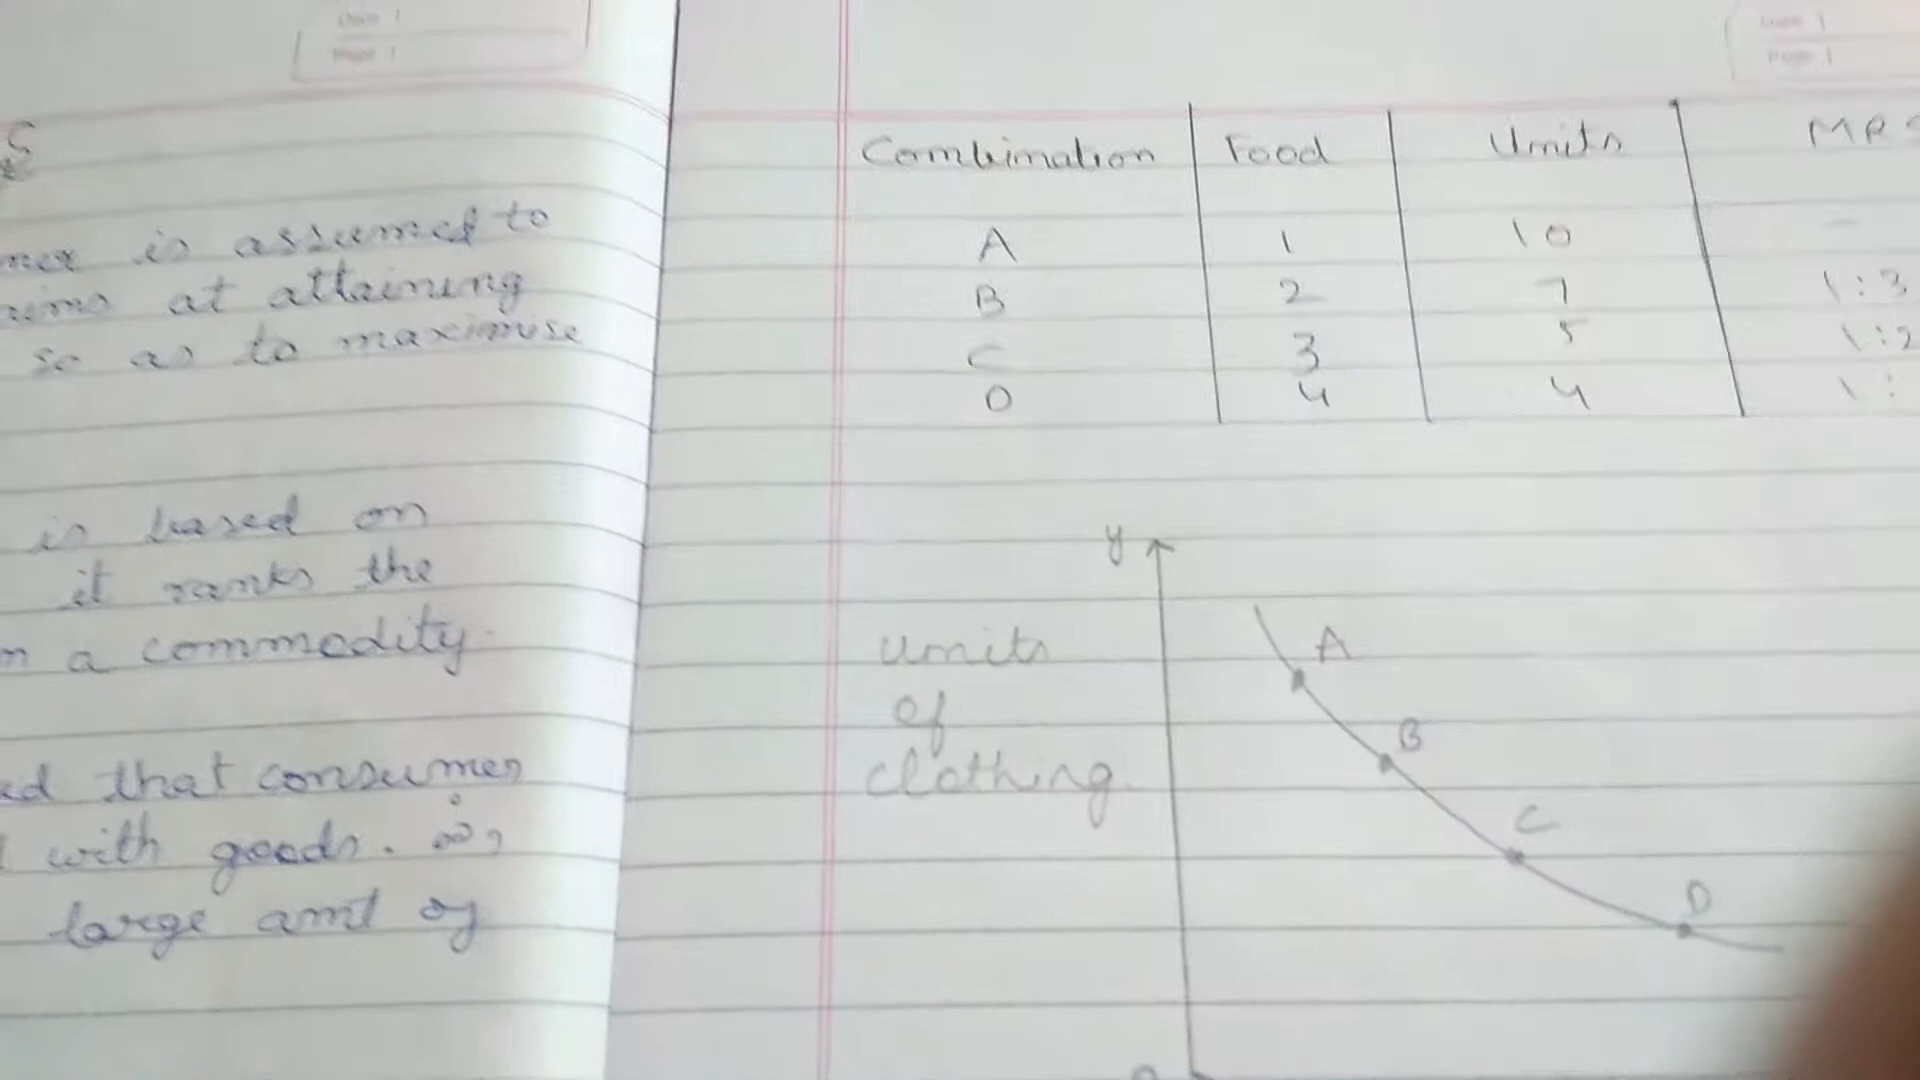 is assumed to
at attaining
so as to maximise
is based on
it ranks the
a commodity.
that consumer
with goods.
large amt of
Combination Food Units MRS
A 1 10 -
B 2 7 1:3
C 3 5 1:2
D 4 4 1:
y
units
of
clothing
A
B
C
D